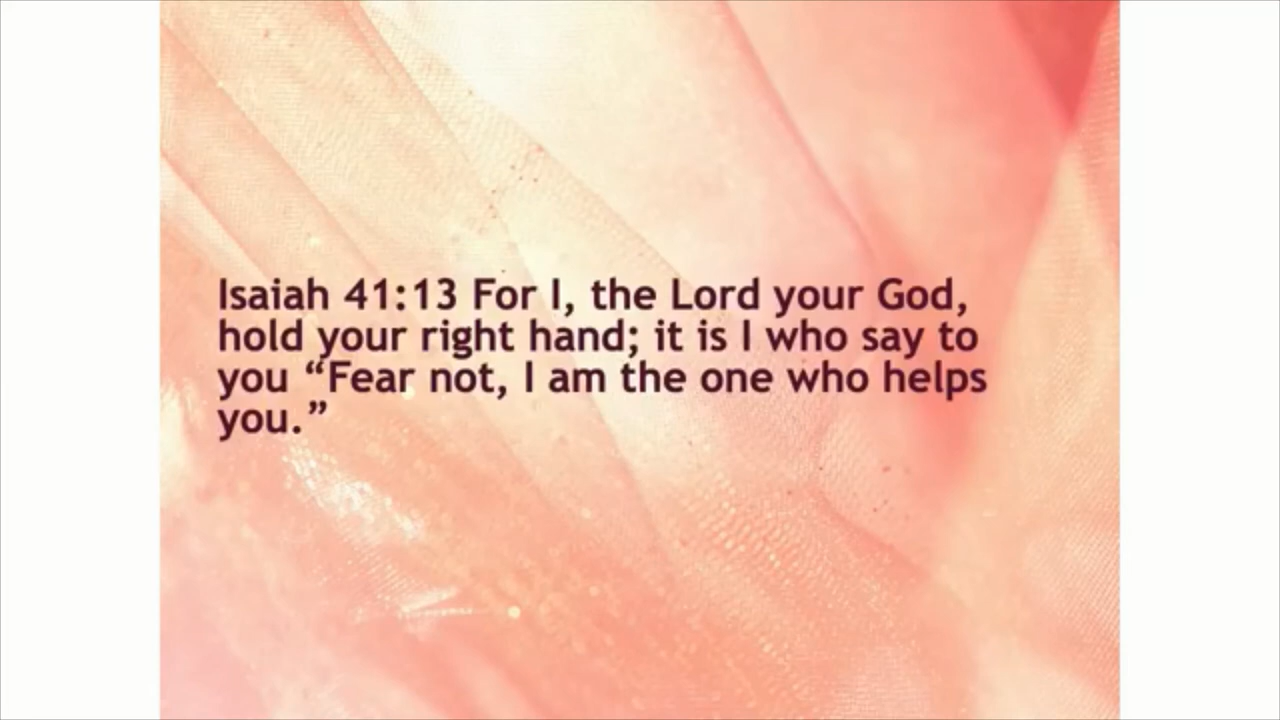 Isaiah 41:13 For I, the Lord your God,
hold your right hand; it is I who say to
you “Fear not, I am the one who helps
you.”